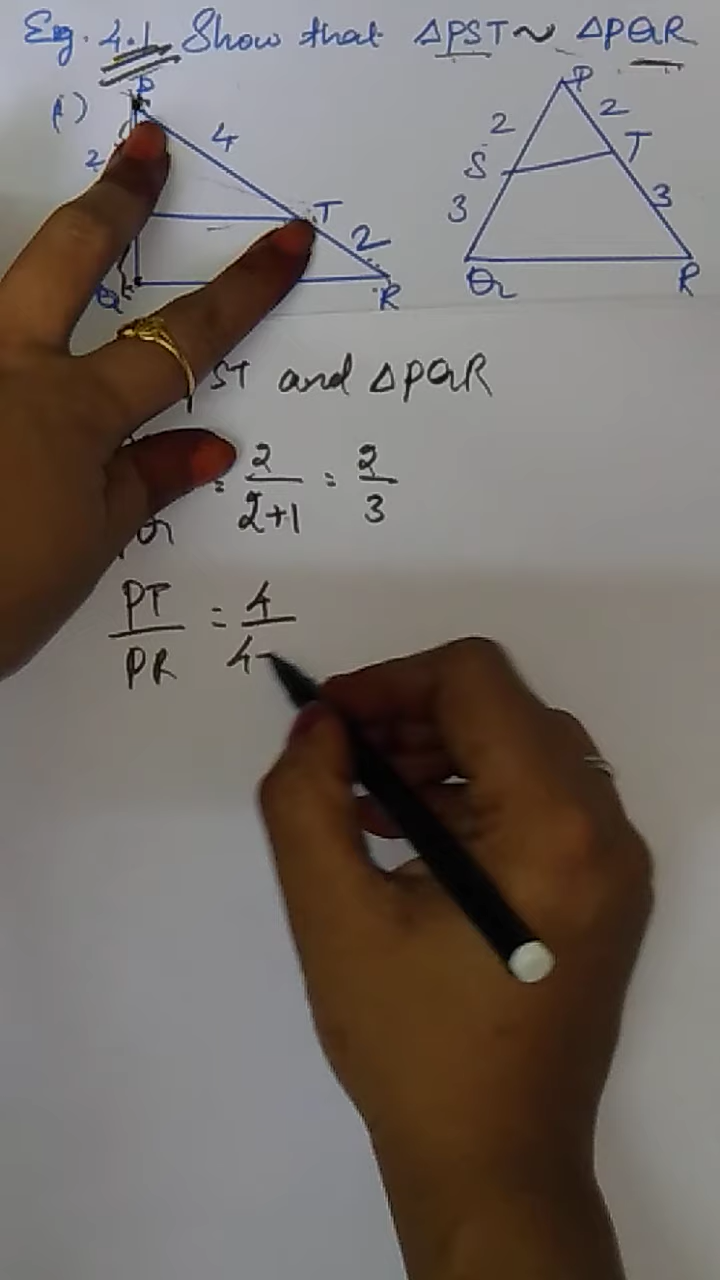 Eg. 4.1 Show that ΔPST ~ ΔPQR
P
2
4
T
2
Q
R
P
2
2
S
T
3
3
Q
R
ST and ΔPQR
= 2/2+1 = 2/3
PT/PR = 4/4